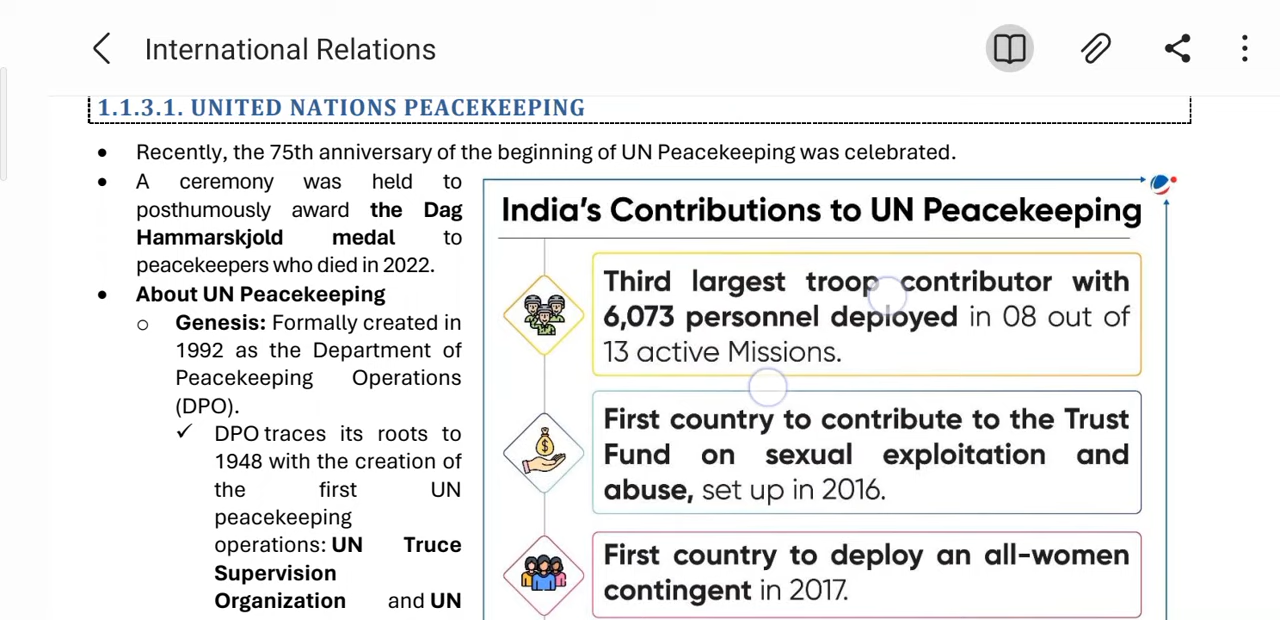 International Relations
1.1.3.1. UNITED NATIONS PEACEKEEPING
• Recently, the 75th anniversary of the beginning of UN Peacekeeping was celebrated.
• A ceremony was held to
posthumously award the Dag
Hammarskjold medal to
peacekeepers who died in 2022.
• About UN Peacekeeping
o Genesis: Formally created in
1992 as the Department of
Peacekeeping Operations
(DPO).
✓ DPO traces its roots to
1948 with the creation of
the first UN
peacekeeping
operations: UN Truce
Supervision
Organization and UN
India's Contributions to UN Peacekeeping
Third largest troop contributor with
6,073 personnel deployed in 08 out of
13 active Missions.
First country to contribute to the Trust
Fund on sexual exploitation and
abuse, set up in 2016.
First country to deploy an all-women
contingent in 2017.